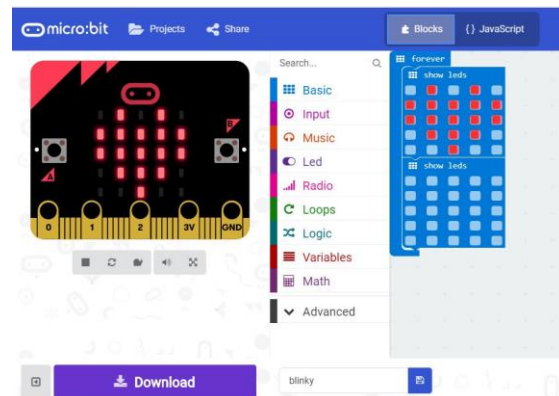 micro:bit Projects Share Blocks {} JavaScript
Search...
Basic
Input
Music
Led
Radio
Loops
Logic
Variables
Math
Advanced
forever
show leds
show leds
B
A
0 1 2 3V GND
Download
blinky